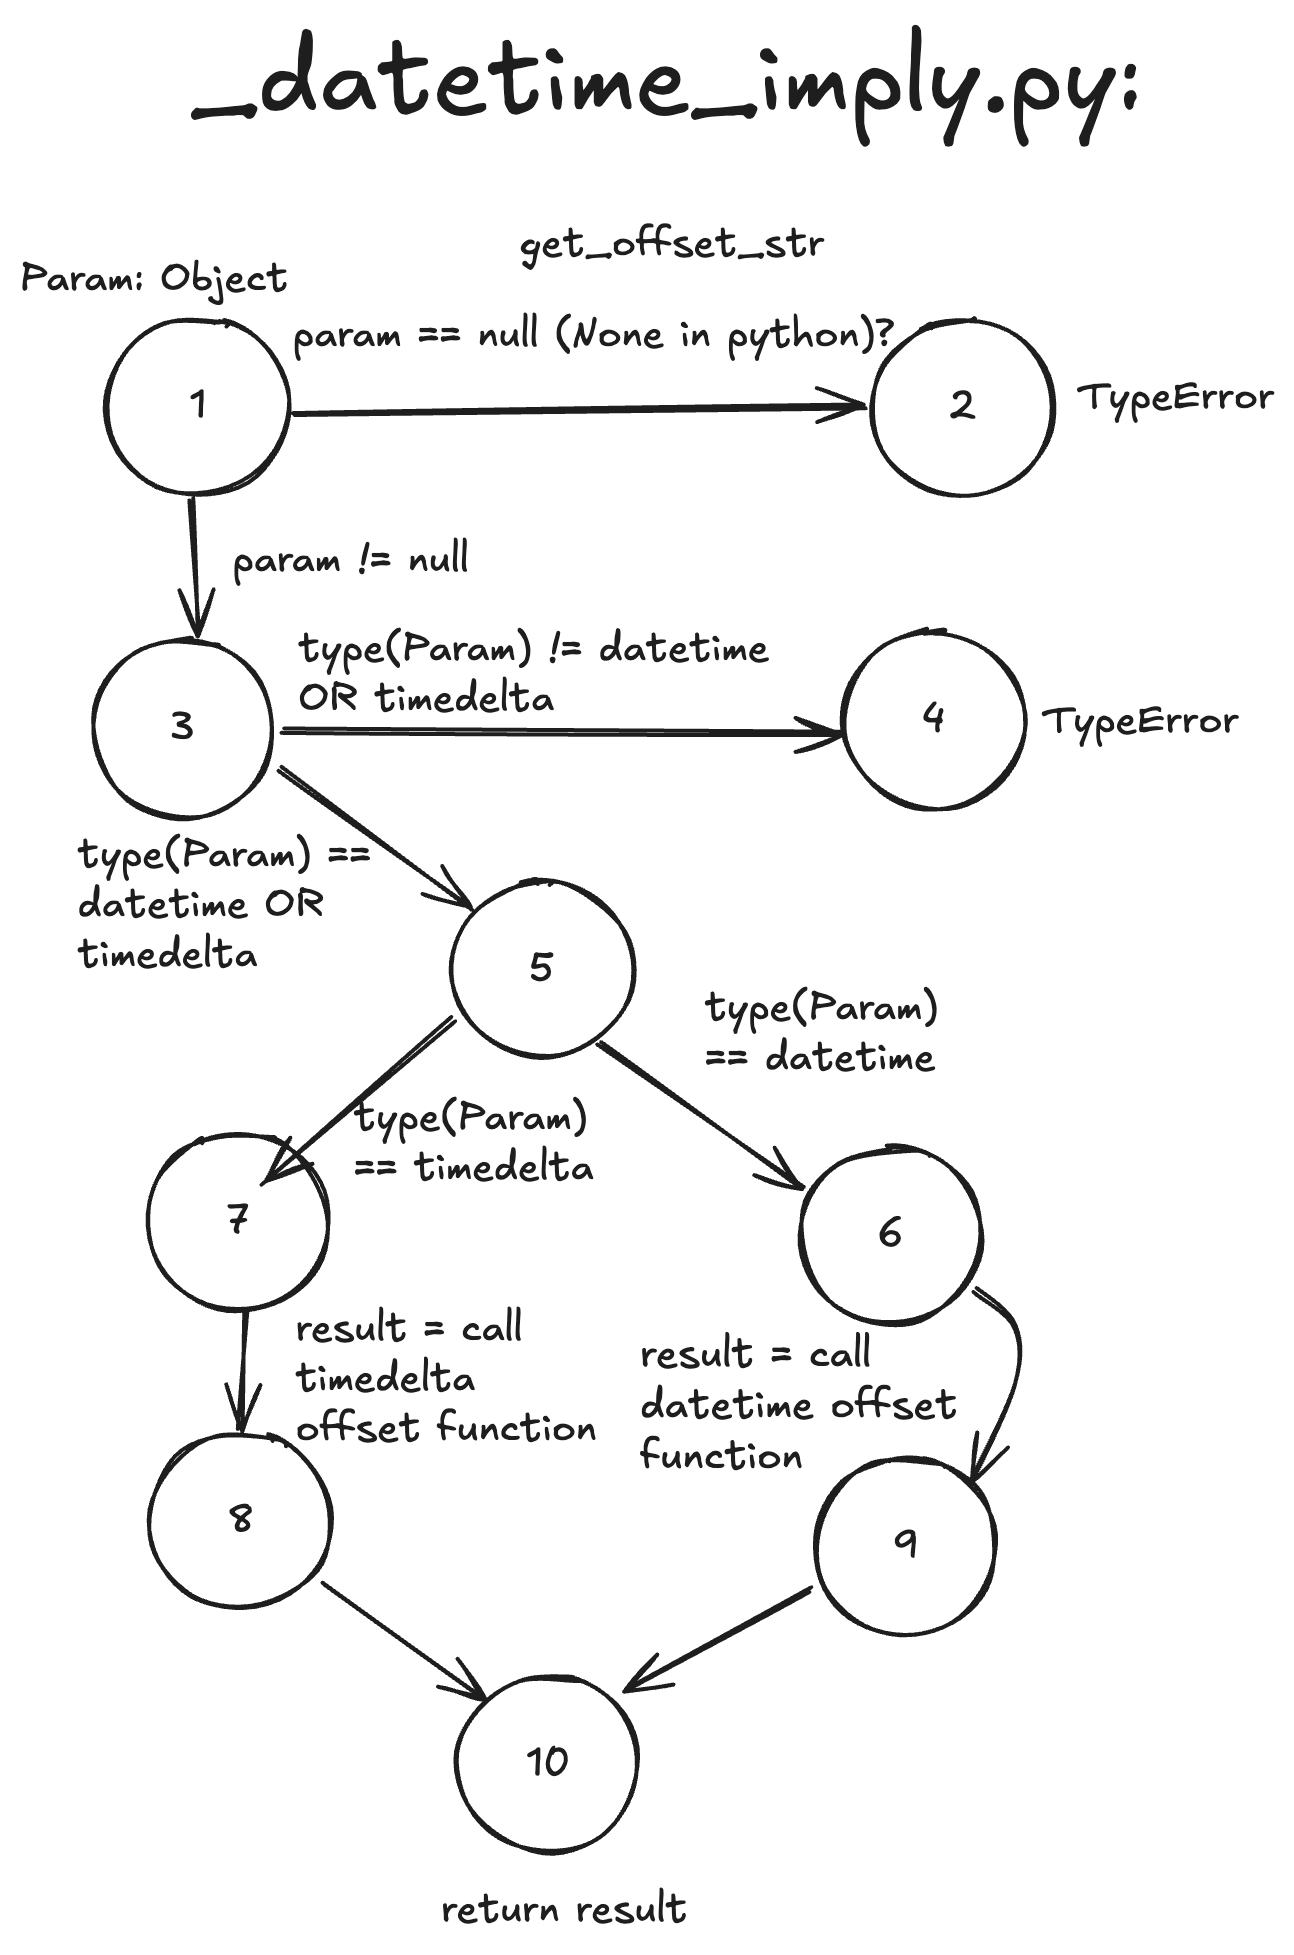 _datetime_imply.py:
get_offset_str
Param: Object
param == null (None in python)?
1
2
TypeError
param != null
type(Param) != datetime
OR timedelta
3
4
TypeError
type(Param) ==
datetime OR
timedelta
5
type(Param)
== datetime
type(Param)
== timedelta
7
6
result = call
timedelta
offset function
result = call
datetime offset
function
8
9
10
return result